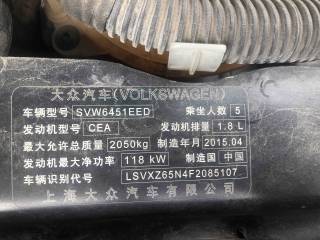 大众汽车(VOLKSWAGEN)
车辆型号 SVW6451EED 乘坐人数 5
发动机型号 CEA 发动机排量 1.8 L
最大允许总质量 2050kg 制造年月 2015.04
发动机最大净功率 118 kW 制造国 中国
车辆识别代号 LSVXZ65N4F2085107
上海大众汽车有限公司